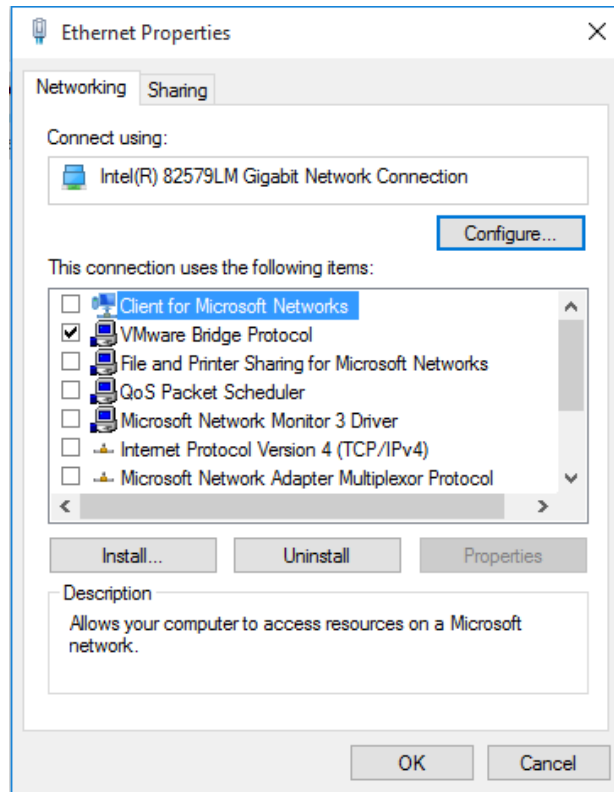 Ethernet Properties
Networking
Sharing
Connect using:
Intel(R) 82579LM Gigabit Network Connection
Configure...
This connection uses the following items:
Client for Microsoft Networks
VMware Bridge Protocol
File and Printer Sharing for Microsoft Networks
QoS Packet Scheduler
Microsoft Network Monitor 3 Driver
Internet Protocol Version 4 (TCP/IPv4)
Microsoft Network Adapter Multiplexor Protocol
Install...
Uninstall
Properties
Description
Allows your computer to access resources on a Microsoft
network.
OK
Cancel